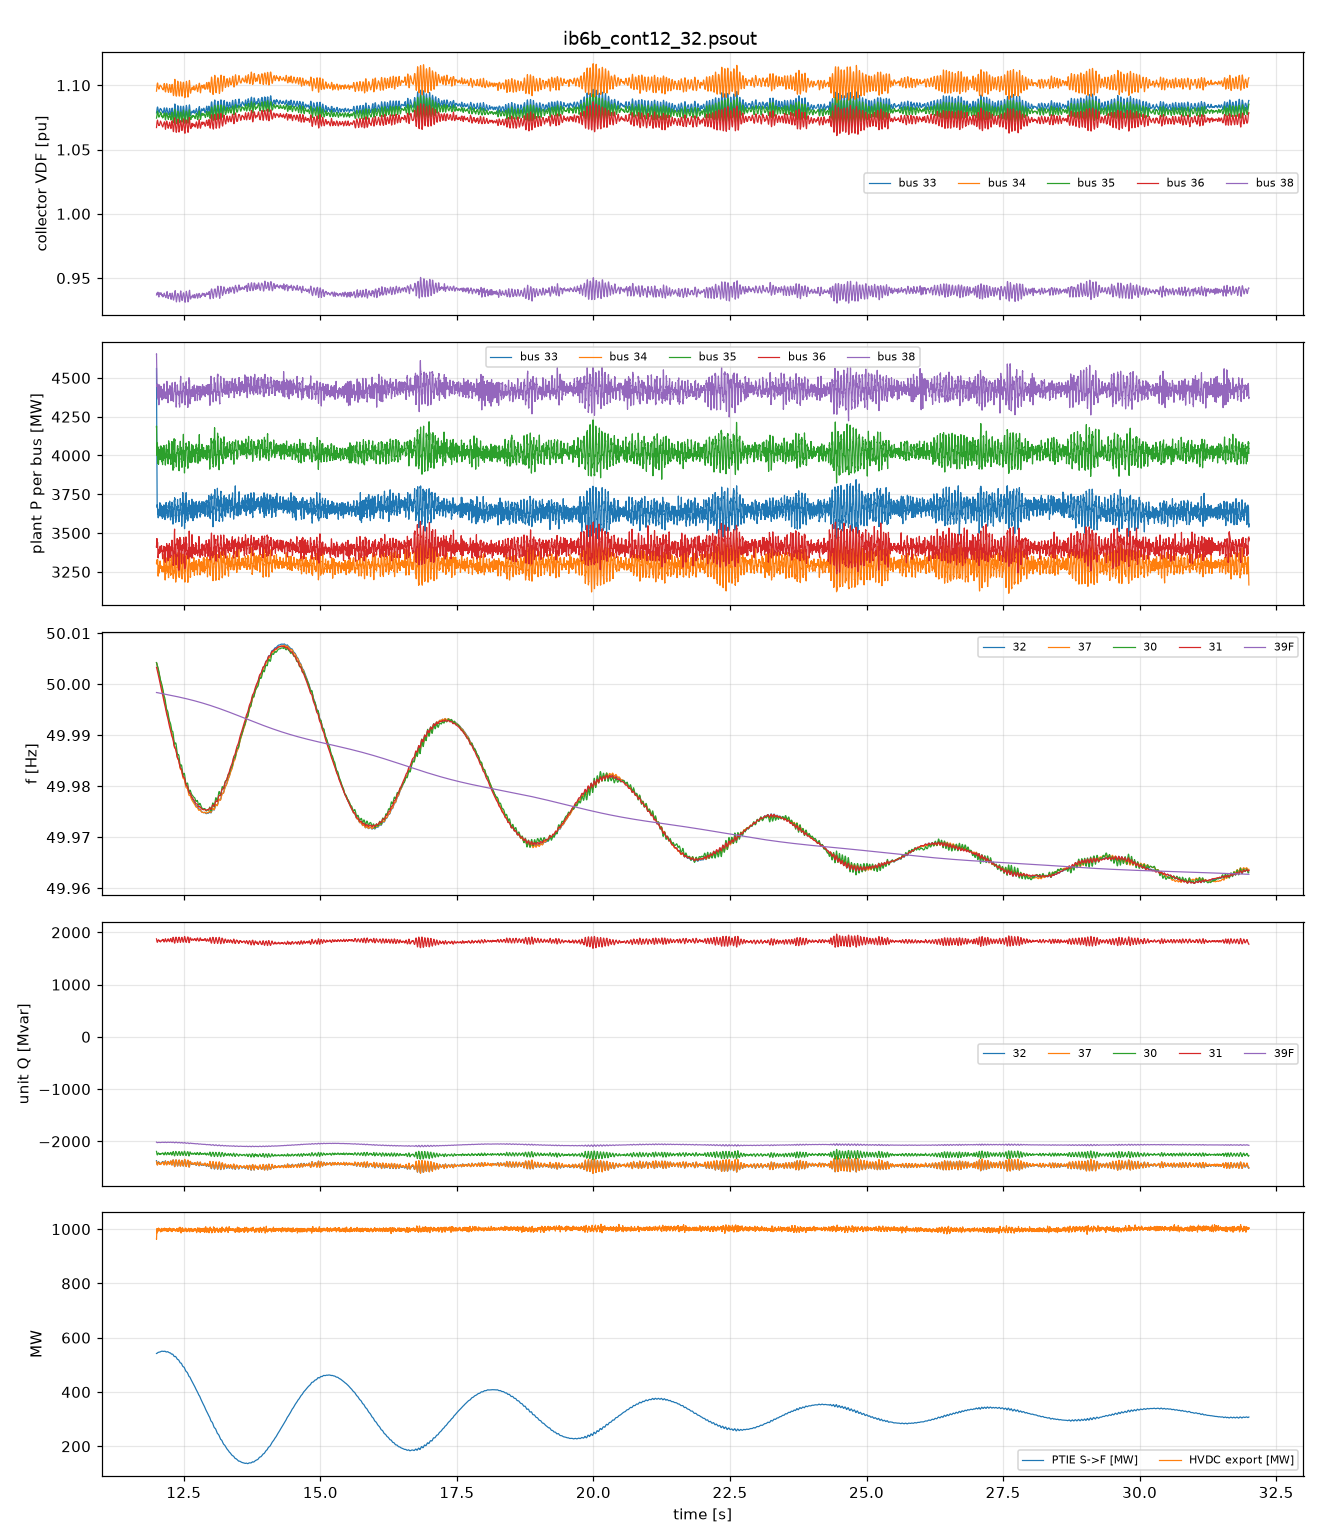 ib6b_cont12_32.psout
collector VDF [pu]
1.10
1.05
1.00
0.95
bus 33 bus 34 bus 35 bus 36 bus 38
plant P per bus [MW]
4500
4250
4000
3750
3500
3250
bus 33 bus 34 bus 35 bus 36 bus 38
f [Hz]
50.01
50.00
49.99
49.98
49.97
49.96
32 37 30 31 39F
unit Q [Mvar]
2000
1000
0
−1000
−2000
32 37 30 31 39F
MW
1000
800
600
400
200
PTIE S->F [MW] HVDC export [MW]
12.5 15.0 17.5 20.0 22.5 25.0 27.5 30.0 32.5
time [s]